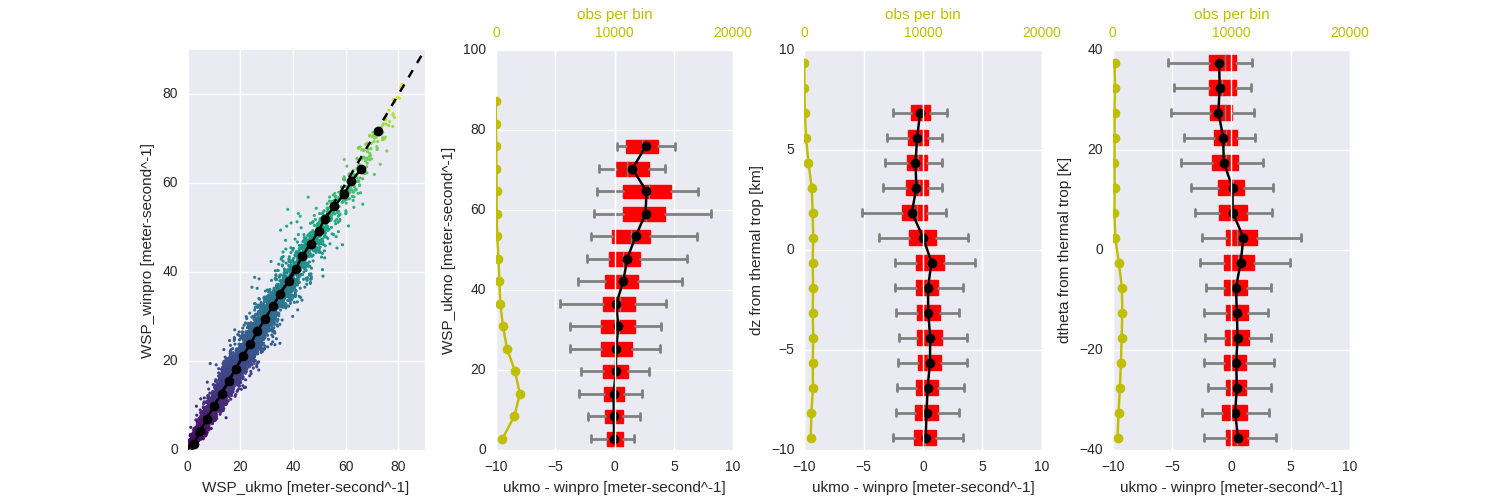 obs per bin
0 10000 20000
obs per bin
0 10000 20000
obs per bin
0 10000 20000
WSP_winpro [meter-second^-1]
80
60
40
20
0
0 20 40 60 80
WSP_ukmo [meter-second^-1]
WSP_ukmo [meter-second^-1]
100
80
60
40
20
0
−10 −5 0 5 10
ukmo - winpro [meter-second^-1]
dz from thermal trop [km]
10
5
0
−5
−10
−10 −5 0 5 10
ukmo - winpro [meter-second^-1]
dtheta from thermal trop [K]
40
20
0
−20
−40
−10 −5 0 5 10
ukmo - winpro [meter-second^-1]